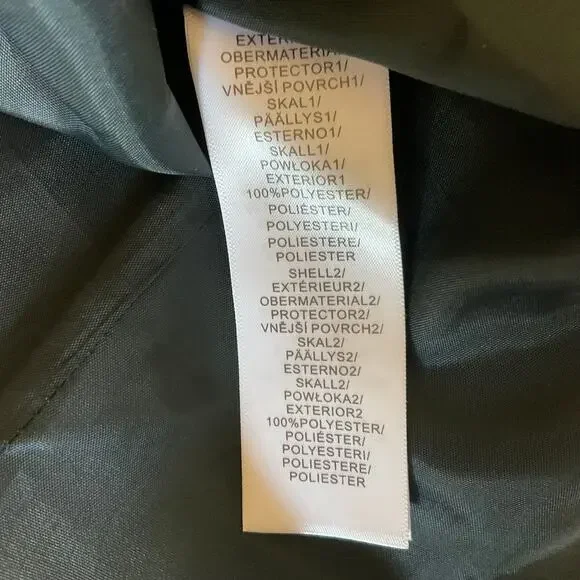 OBERMATERIAL1/
PROTECTOR1/
VNĚJŠÍ POVRCH1/
SKAL1/
PÄÄLLYS1/
ESTERNO1/
SKALL1/
POWŁOKA1/
EXTERIOR1
100%POLYESTER/
POLIÉSTER/
POLYESTERI/
POLIESTERE/
POLIESTER
SHELL2/
EXTÉRIEUR2/
OBERMATERIAL2/
PROTECTOR2/
VNĚJŠÍ POVRCH2/
SKAL2/
PÄÄLLYS2/
ESTERNO2/
SKALL2/
POWŁOKA2/
EXTERIOR2
100%POLYESTER/
POLIÉSTER/
POLYESTERI/
POLIESTERE/
POLIESTER